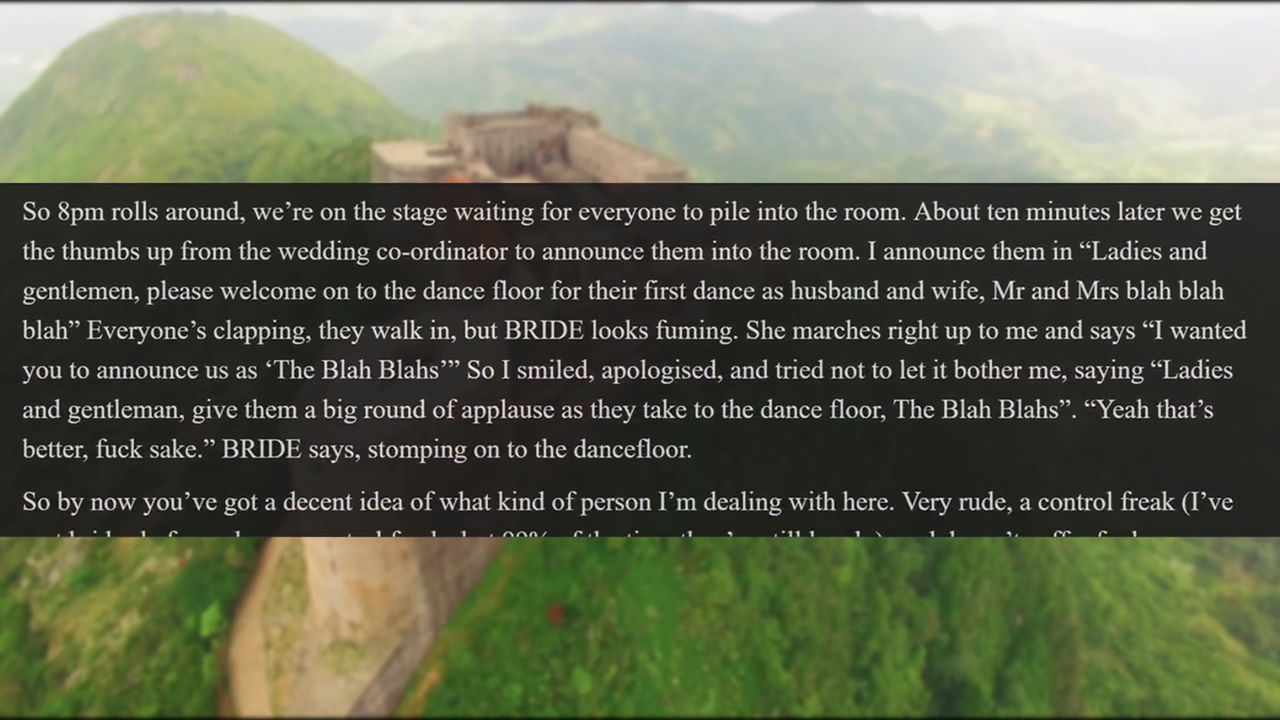 So 8pm rolls around, we’re on the stage waiting for everyone to pile into the room. About ten minutes later we get
the thumbs up from the wedding co-ordinator to announce them into the room. I announce them in “Ladies and
gentlemen, please welcome on to the dance floor for their first dance as husband and wife, Mr and Mrs blah blah
blah” Everyone’s clapping, they walk in, but BRIDE looks fuming. She marches right up to me and says “I wanted
you to announce us as ‘The Blah Blahs’” So I smiled, apologised, and tried not to let it bother me, saying “Ladies
and gentleman, give them a big round of applause as they take to the dance floor, The Blah Blahs”. “Yeah that’s
better, fuck sake.” BRIDE says, stomping on to the dancefloor.
So by now you’ve got a decent idea of what kind of person I’m dealing with here. Very rude, a control freak (I’ve